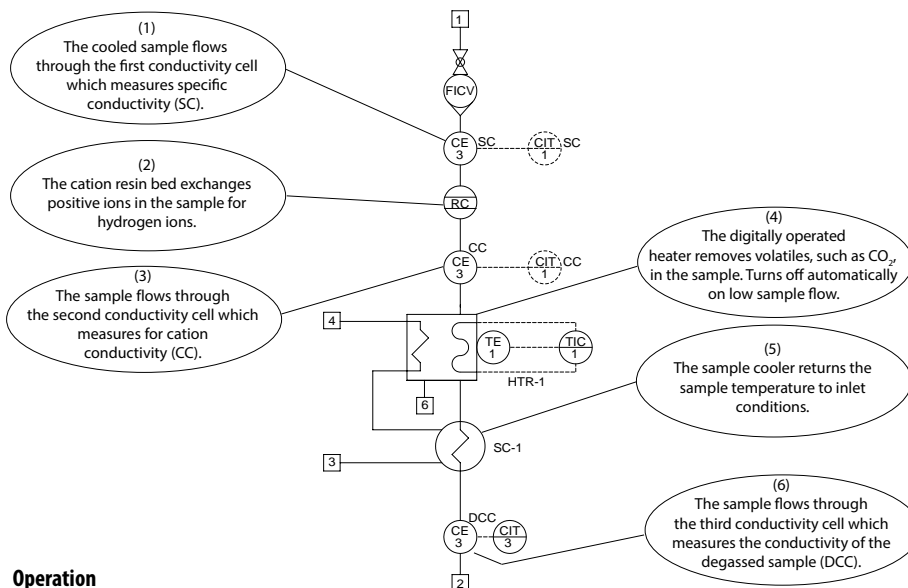 1
(1)
The cooled sample flows
through the first conductivity cell
which measures specific
conductivity (SC).
FICV
CE
3
SC
CIT
1
SC
(2)
The cation resin bed exchanges
positive ions in the sample for
hydrogen ions.
RC
(3)
The sample flows through
the second conductivity cell which
measures for cation
conductivity (CC).
CC
CE
3
CIT
1
CC
(4)
The digitally operated
heater removes volatiles, such as CO2,
in the sample. Turns off automatically
on low sample flow.
4
TE
1
TIC
1
HTR-1
6
(5)
The sample cooler returns the
sample temperature to inlet
conditions.
SC-1
3
(6)
The sample flows through
the third conductivity cell which
measures the conductivity of the
degassed sample (DCC).
DCC
CE
3
CIT
3
2
Operation